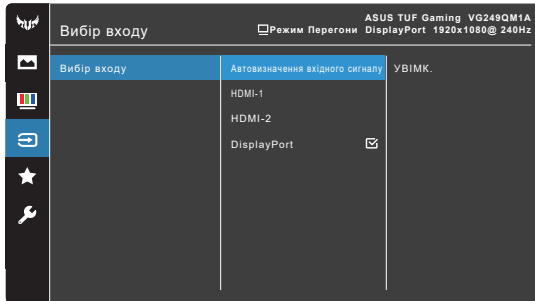 ASUS TUF Gaming VG249QM1A
Вибір входу
Режим Перегони DisplayPort 1920x1080@ 240Hz
Вибір входу
Автовизначення вхідного сигналу
УВІМК.
HDMI-1
HDMI-2
DisplayPort